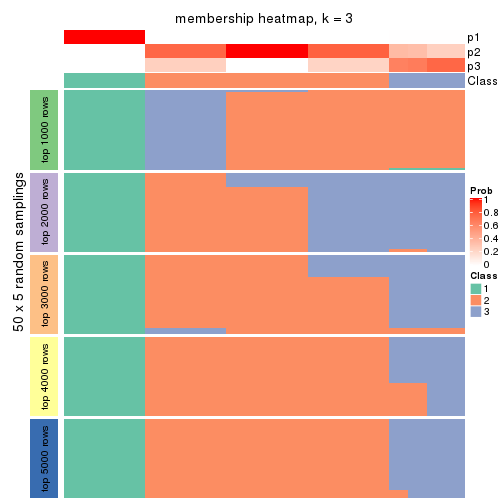 membership heatmap, k = 3
p1
p2
p3
Class
50 x 5 random samplings
top 1000 rows
top 2000 rows
top 3000 rows
top 4000 rows
top 5000 rows
Prob
1
0.8
0.6
0.4
0.2
0
Class
1
2
3